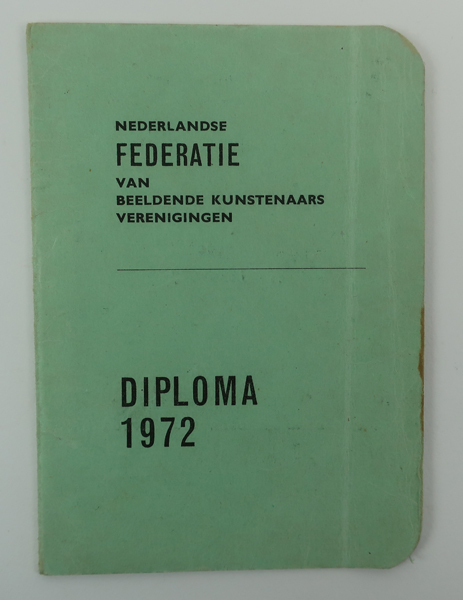 NEDERLANDSE
FEDERATIE
VAN
BEELDENDE KUNSTENAARS
VERENIGINGEN
DIPLOMA
1972